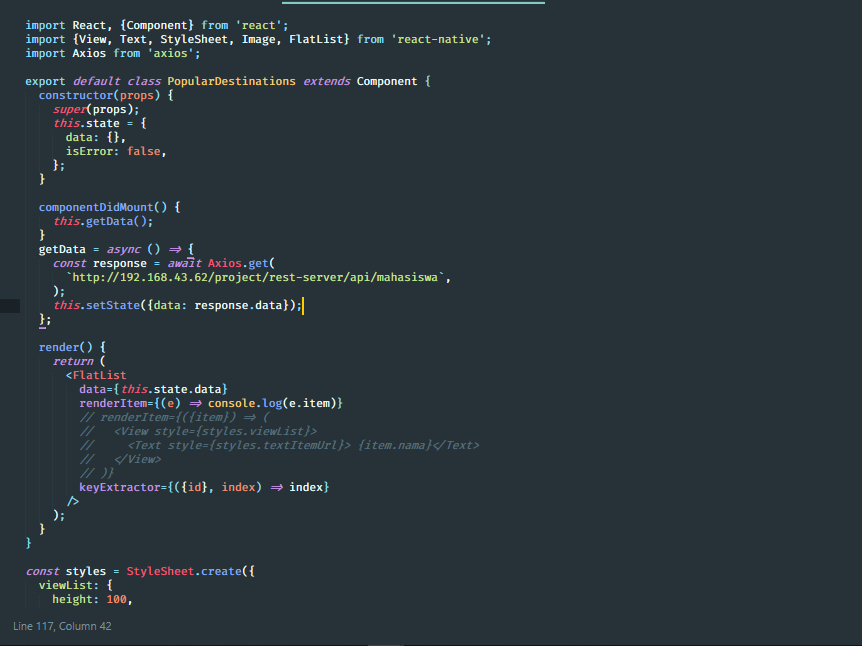 import React, {Component} from 'react';
import {View, Text, StyleSheet, Image, FlatList} from 'react-native';
import Axios from 'axios';

export default class PopularDestinations extends Component {
  constructor(props) {
    super(props);
    this.state = {
      data: {},
      isError: false,
    };
  }

  componentDidMount() {
    this.getData();
  }
  getData = async () => {
    const response = await Axios.get(
      `http://192.168.43.62/project/rest-server/api/mahasiswa`,
    );
    this.setState({data: response.data});
  };

  render() {
    return (
      <FlatList
        data={this.state.data}
        renderItem={(e) => console.log(e.item)}
        // renderItem={({item}) => (
        //   <View style={styles.viewList}>
        //     <Text style={styles.textItemUrl}> {item.nama}</Text>
        //   </View>
        // )}
        keyExtractor={({id}, index) => index}
      />
    );
  }
}

const styles = StyleSheet.create({
  viewList: {
    height: 100,
Line 117, Column 42